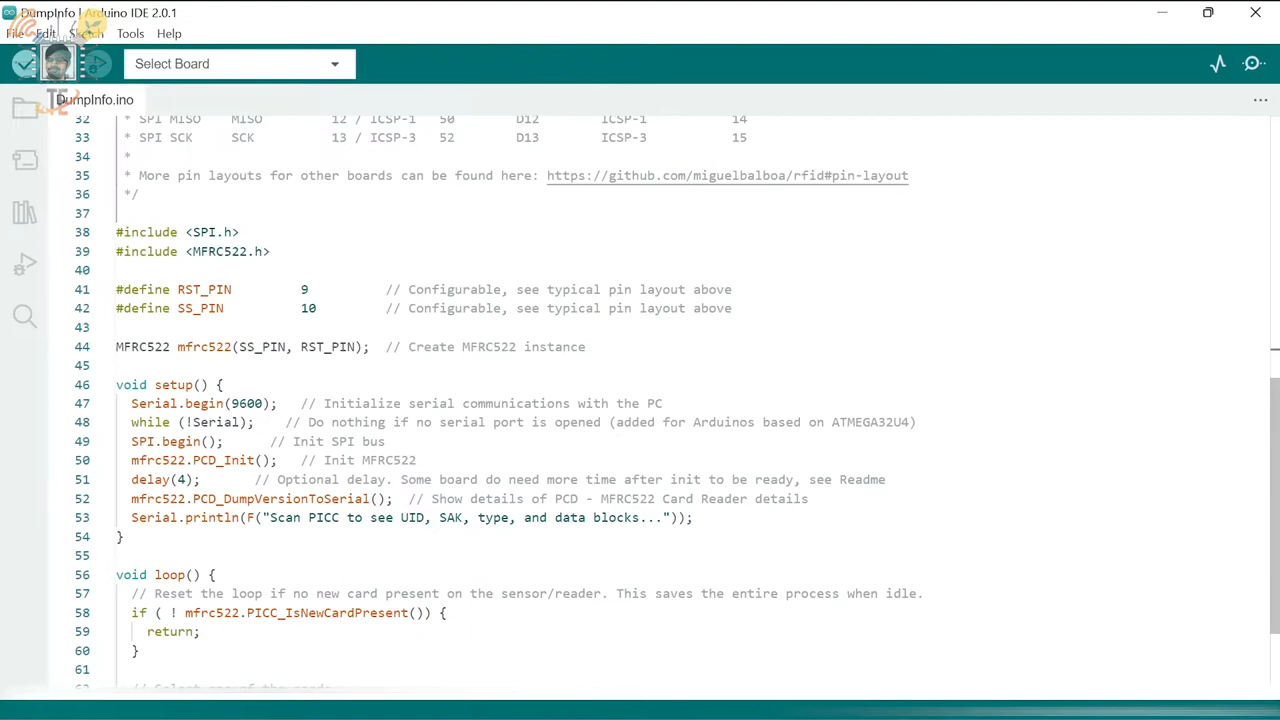 DumpInfo | Arduino IDE 2.0.1
File Edit Sketch Tools Help
Select Board
DumpInfo.ino
TE
32 * SPI MISO MISO 12 / ICSP-1 50 D12 ICSP-1 14
33 * SPI SCK SCK 13 / ICSP-3 52 D13 ICSP-3 15
34 *
35 * More pin layouts for other boards can be found here: https://github.com/miguelbalboa/rfid#pin-layout
36 */
37
38 #include <SPI.h>
39 #include <MFRC522.h>
40
41 #define RST_PIN 9 // Configurable, see typical pin layout above
42 #define SS_PIN 10 // Configurable, see typical pin layout above
43
44 MFRC522 mfrc522(SS_PIN, RST_PIN); // Create MFRC522 instance
45
46 void setup() {
47 Serial.begin(9600); // Initialize serial communications with the PC
48 while (!Serial); // Do nothing if no serial port is opened (added for Arduinos based on ATMEGA32U4)
49 SPI.begin(); // Init SPI bus
50 mfrc522.PCD_Init(); // Init MFRC522
51 delay(4); // Optional delay. Some board do need more time after init to be ready, see Readme
52 mfrc522.PCD_DumpVersionToSerial(); // Show details of PCD - MFRC522 Card Reader details
53 Serial.println(F("Scan PICC to see UID, SAK, type, and data blocks..."));
54 }
55
56 void loop() {
57 // Reset the loop if no new card present on the sensor/reader. This saves the entire process when idle.
58 if ( ! mfrc522.PICC_IsNewCardPresent()) {
59 return;
60 }
61
62 // Select one of the cards